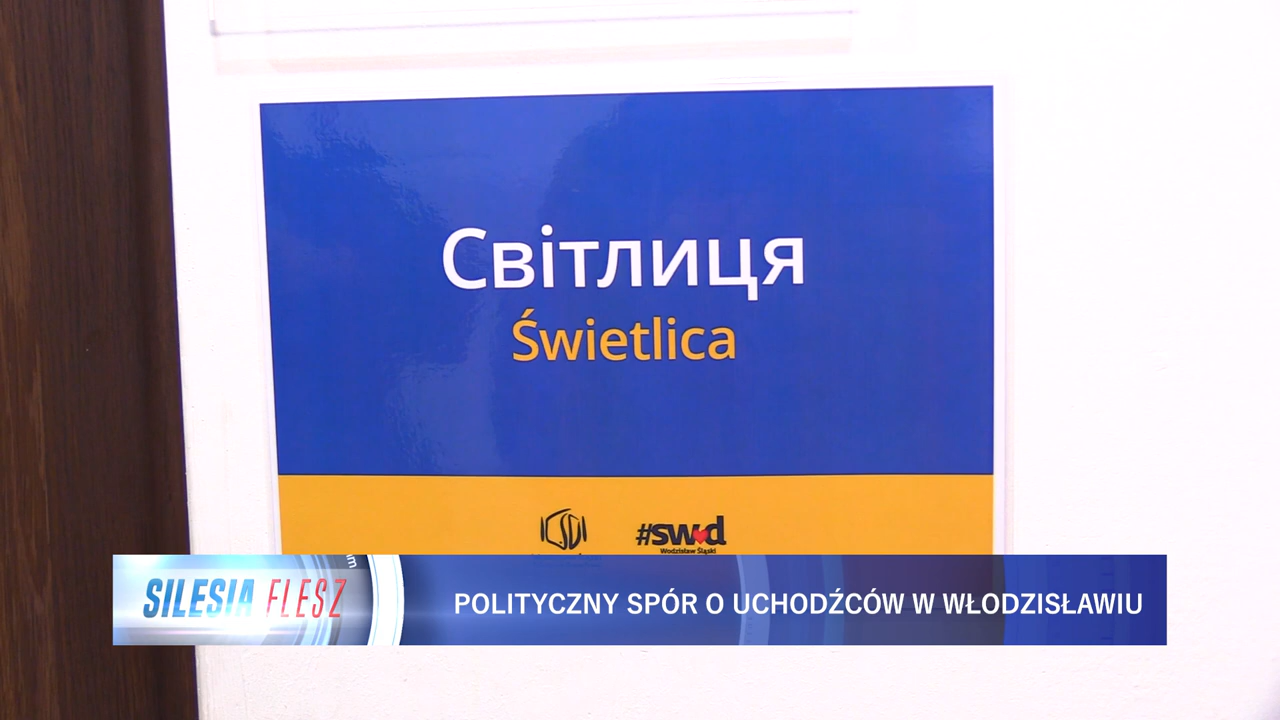 Світлиця
Świetlica
#swd
Wodzisław Śląski
SILESIA FLESZ
POLITYCZNY SPÓR O UCHODŹCÓW W WŁODZISŁAWIU